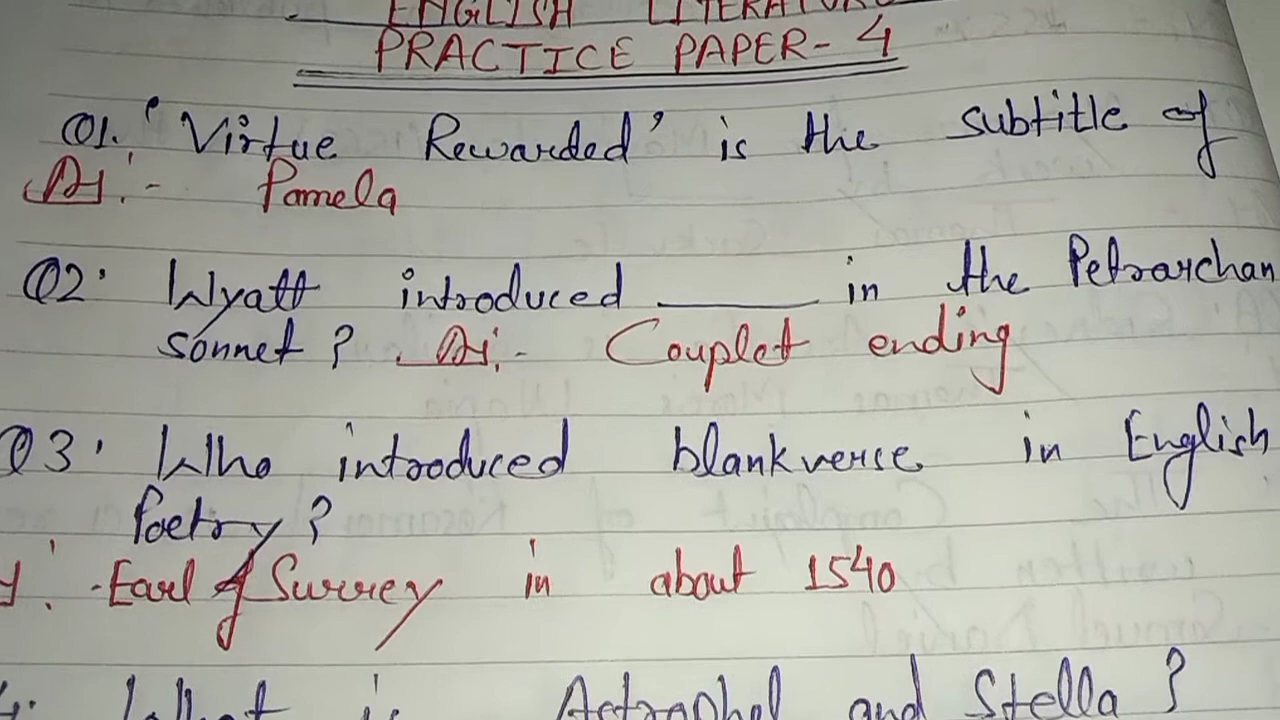 ENGLISH LITERATURE
PRACTICE PAPER- 4
Q1. 'Virtue Rewarded' is the subtitle of
A:- Pamela
Q2. Wyatt introduced ______ in the Petrarchan
sonnet? A:- Couplet ending
Q3. Who introduced blankverse in English
Poetry?
Earl of Surrey in about 1540
What is Astrophel and Stella?